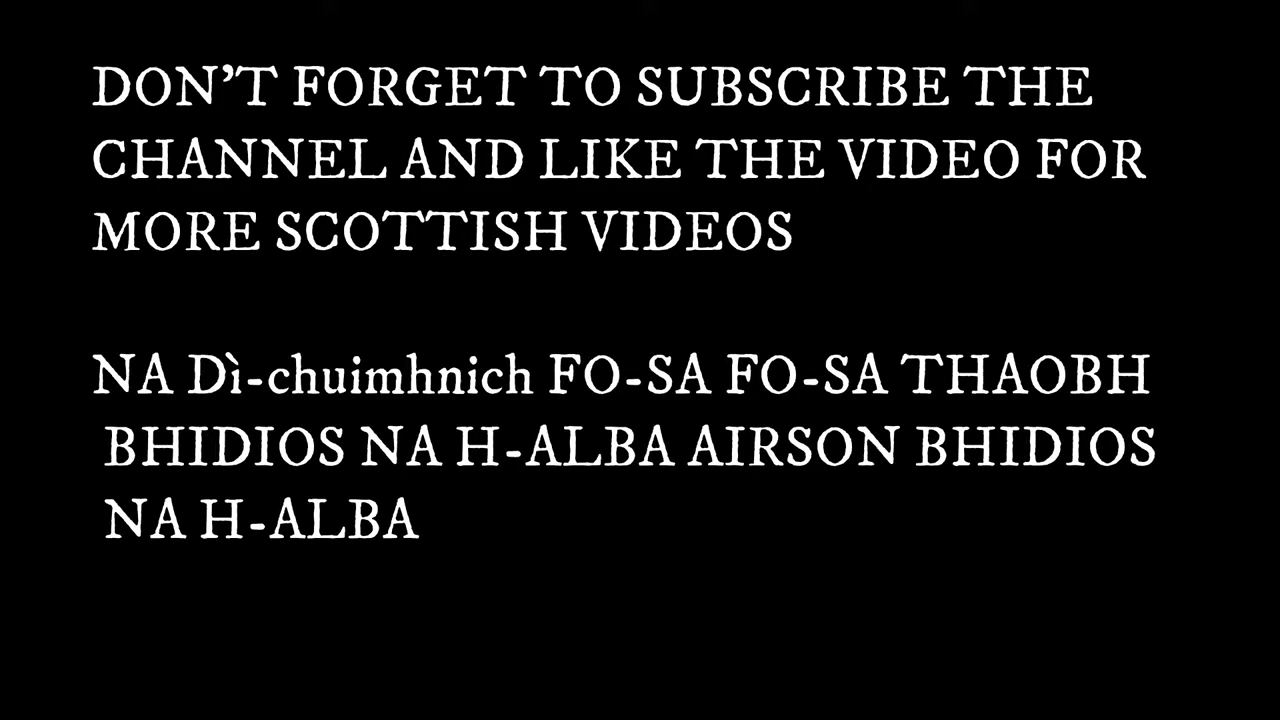 DON’T FORGET TO SUBSCRIBE THE
CHANNEL AND LIKE THE VIDEO FOR
MORE SCOTTISH VIDEOS
NA Dì-chuimhnich FO-SA FO-SA THAOBH
BHIDIOS NA H-ALBA AIRSON BHIDIOS
NA H-ALBA